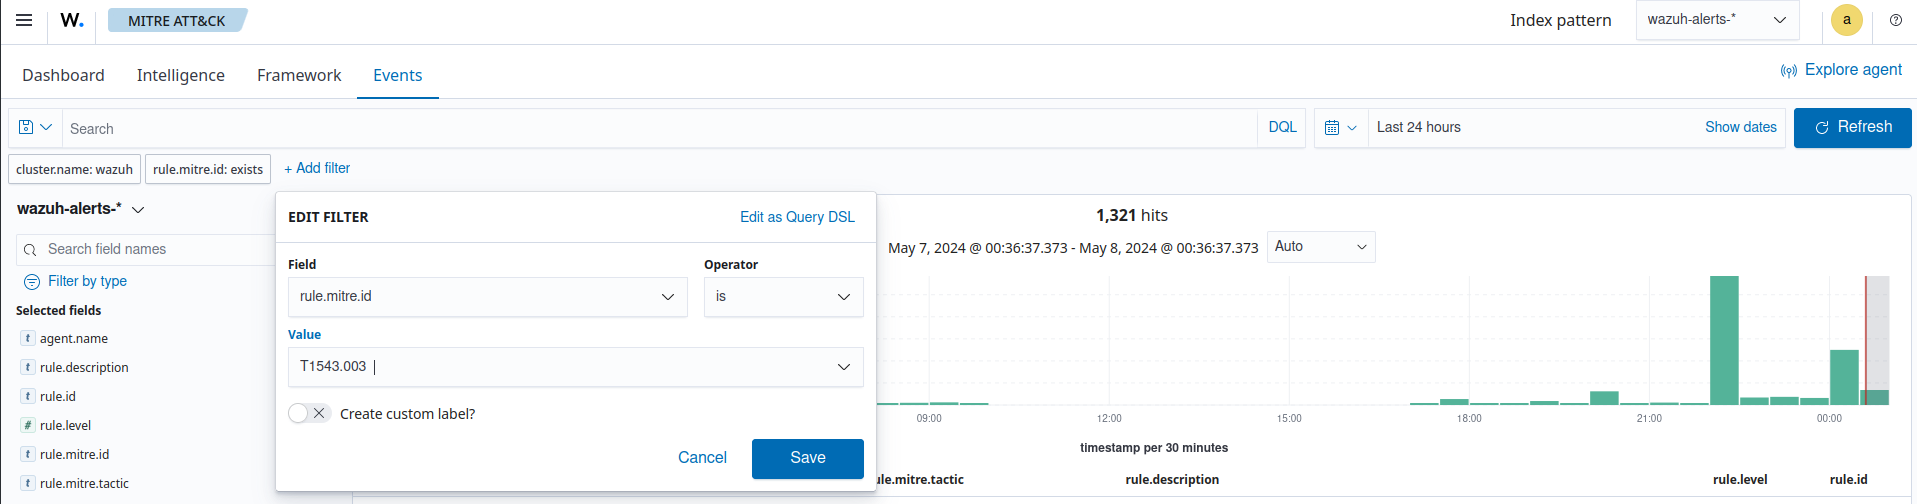 W. MITRE ATT&CK Index pattern wazuh-alerts-* a
Dashboard Intelligence Framework Events Explore agent
Search DQL Last 24 hours Show dates Refresh
cluster.name: wazuh rule.mitre.id: exists + Add filter
wazuh-alerts-*
Search field names
Filter by type
Selected fields
t agent.name
t rule.description
t rule.id
# rule.level
t rule.mitre.id
t rule.mitre.tactic
EDIT FILTER Edit as Query DSL
Field Operator
rule.mitre.id is
Value
T1543.003
Create custom label?
Cancel Save
1,321 hits
May 7, 2024 @ 00:36:37.373 - May 8, 2024 @ 00:36:37.373 Auto
09:00 12:00 15:00 18:00 21:00 00:00
timestamp per 30 minutes
ule.mitre.tactic rule.description rule.level rule.id